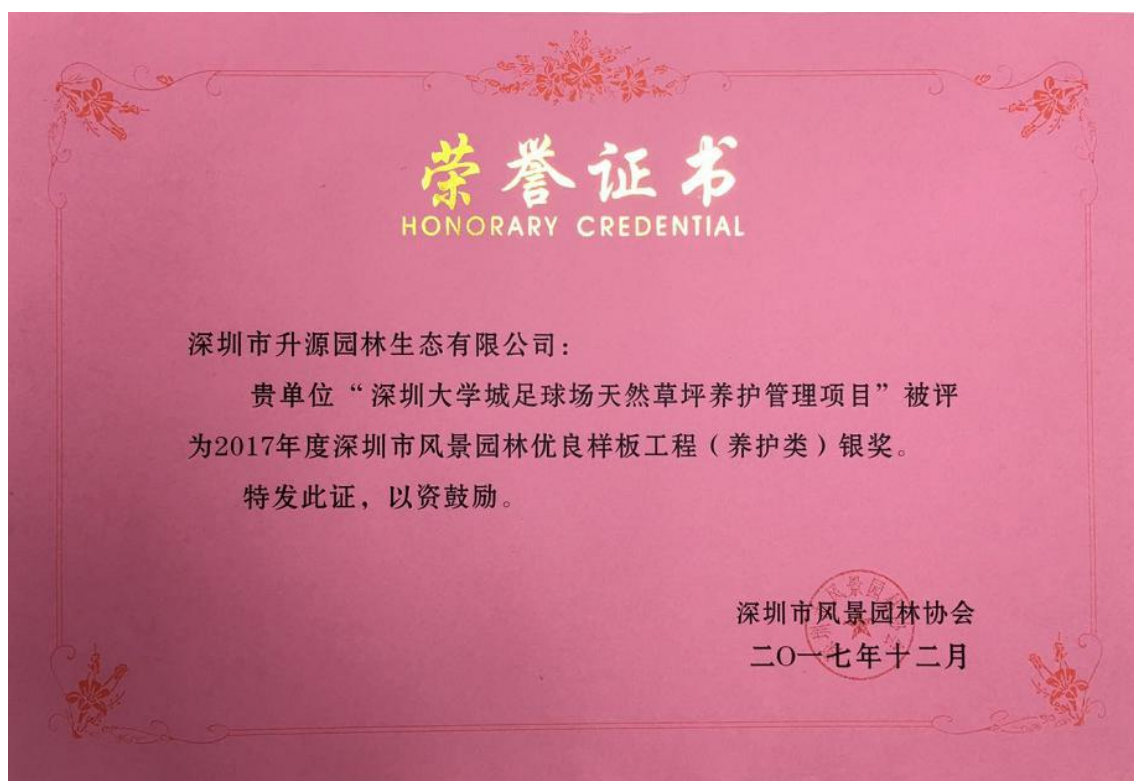 荣誉证书
HONORARY CREDENTIAL
深圳市升源园林生态有限公司：
贵单位“深圳大学城足球场天然草坪养护管理项目”被评
为2017年度深圳市风景园林优良样板工程（养护类）银奖。
特发此证，以资鼓励。
深圳市风景园林协会
二〇一七年十二月